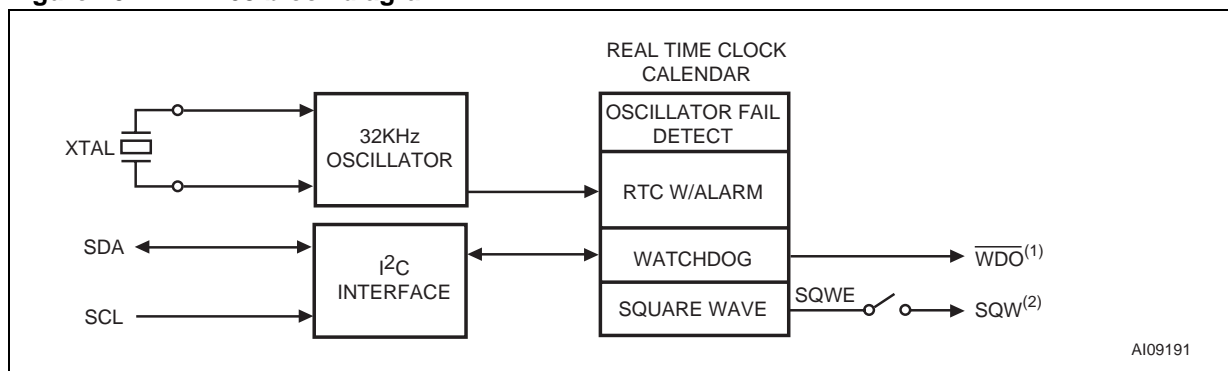 REAL TIME CLOCK
CALENDAR
XTAL
32KHz
OSCILLATOR
OSCILLATOR FAIL
DETECT
RTC W/ALARM
SDA
SCL
I2C
INTERFACE
WATCHDOG
WDO(1)
SQUARE WAVE
SQWE
SQW(2)
AI09191